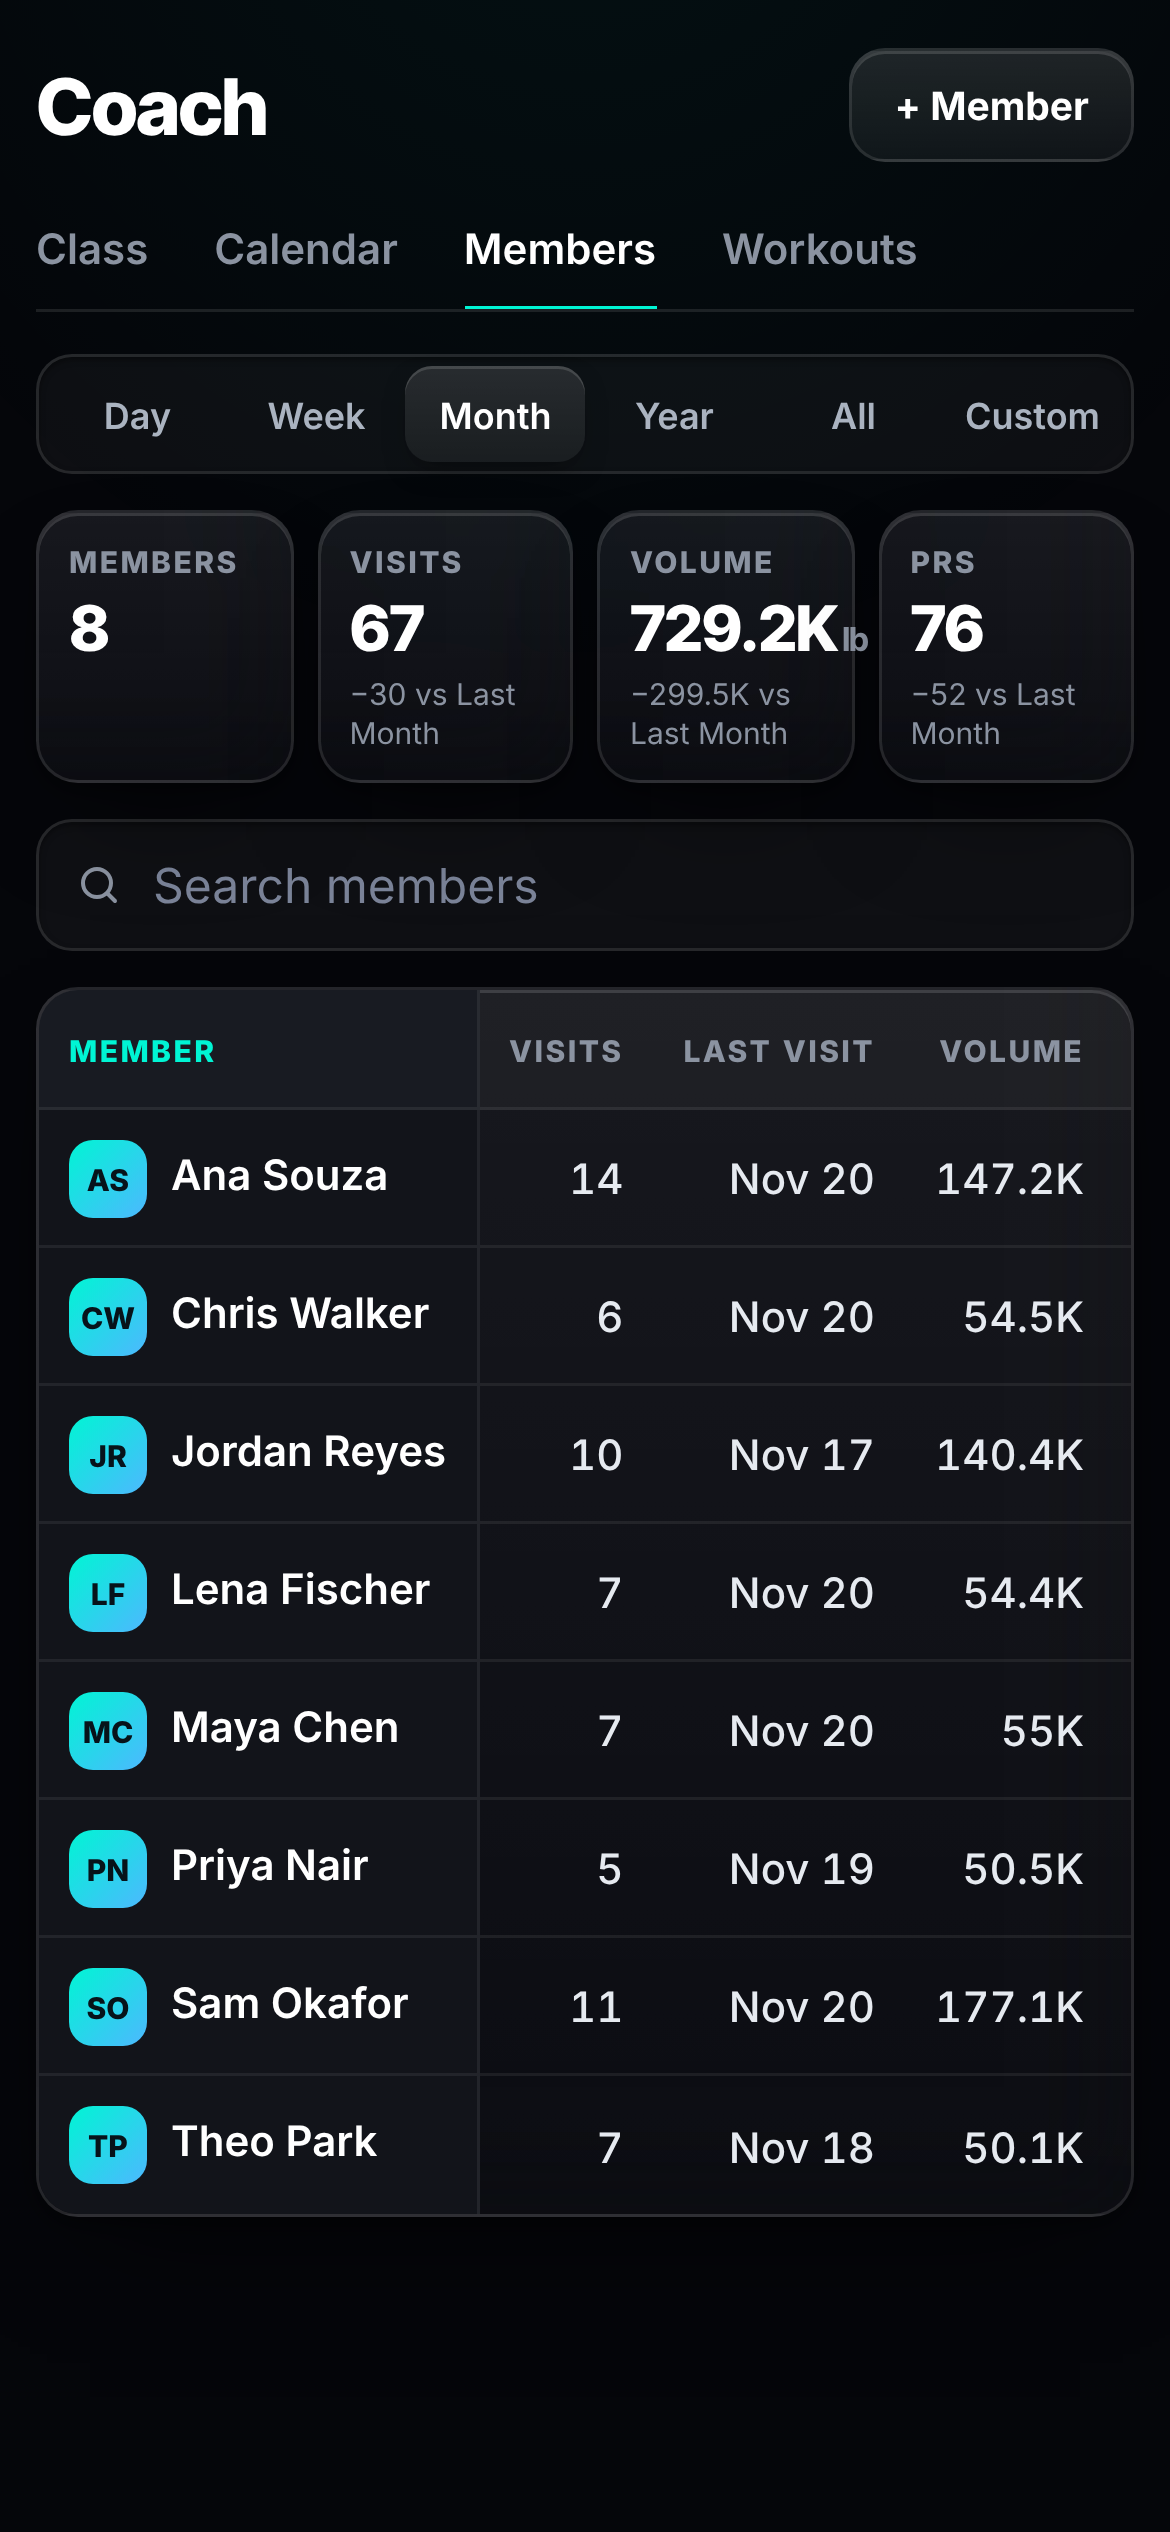 Coach
+ Member
Class Calendar Members Workouts
Day Week Month Year All Custom
MEMBERS
8
VISITS
67
−30 vs Last
Month
VOLUME
729.2K lb
−299.5K vs
Last Month
PRS
76
−52 vs Last
Month
Search members
MEMBER VISITS LAST VISIT VOLUME
AS Ana Souza 14 Nov 20 147.2K
CW Chris Walker 6 Nov 20 54.5K
JR Jordan Reyes 10 Nov 17 140.4K
LF Lena Fischer 7 Nov 20 54.4K
MC Maya Chen 7 Nov 20 55K
PN Priya Nair 5 Nov 19 50.5K
SO Sam Okafor 11 Nov 20 177.1K
TP Theo Park 7 Nov 18 50.1K